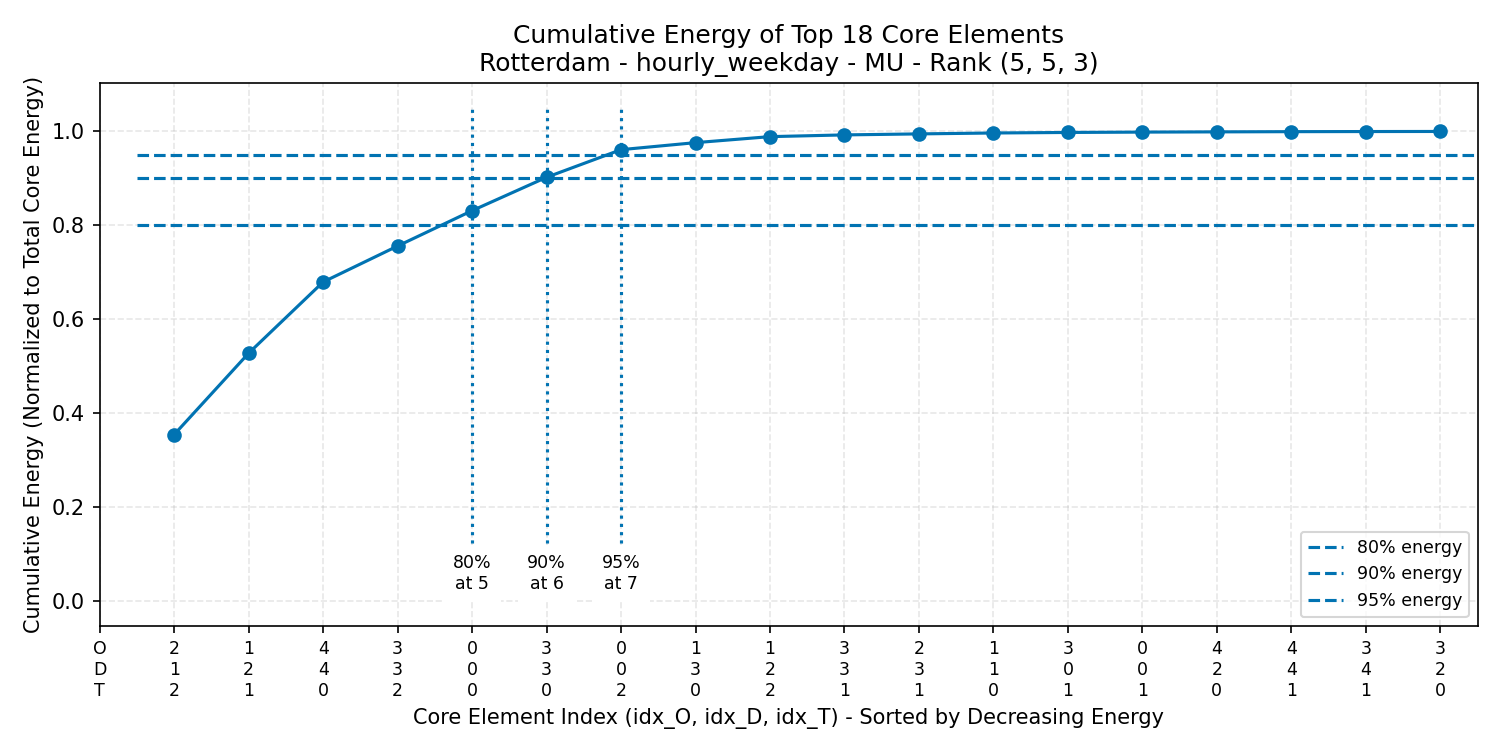 Cumulative Energy of Top 18 Core Elements
Rotterdam - hourly_weekday - MU - Rank (5, 5, 3)
Cumulative Energy (Normalized to Total Core Energy)
1.0
0.8
0.6
0.4
0.2
0.0
80% at 5
90% at 6
95% at 7
80% energy
90% energy
95% energy
O 2 1 4 3 0 3 0 1 1 3 2 1 3 0 4 4 3 3
D 1 2 4 3 0 3 0 3 2 3 3 1 0 0 2 4 4 2
T 2 1 0 2 0 0 2 0 2 1 1 0 1 1 0 1 1 0
Core Element Index (idx_O, idx_D, idx_T) - Sorted by Decreasing Energy